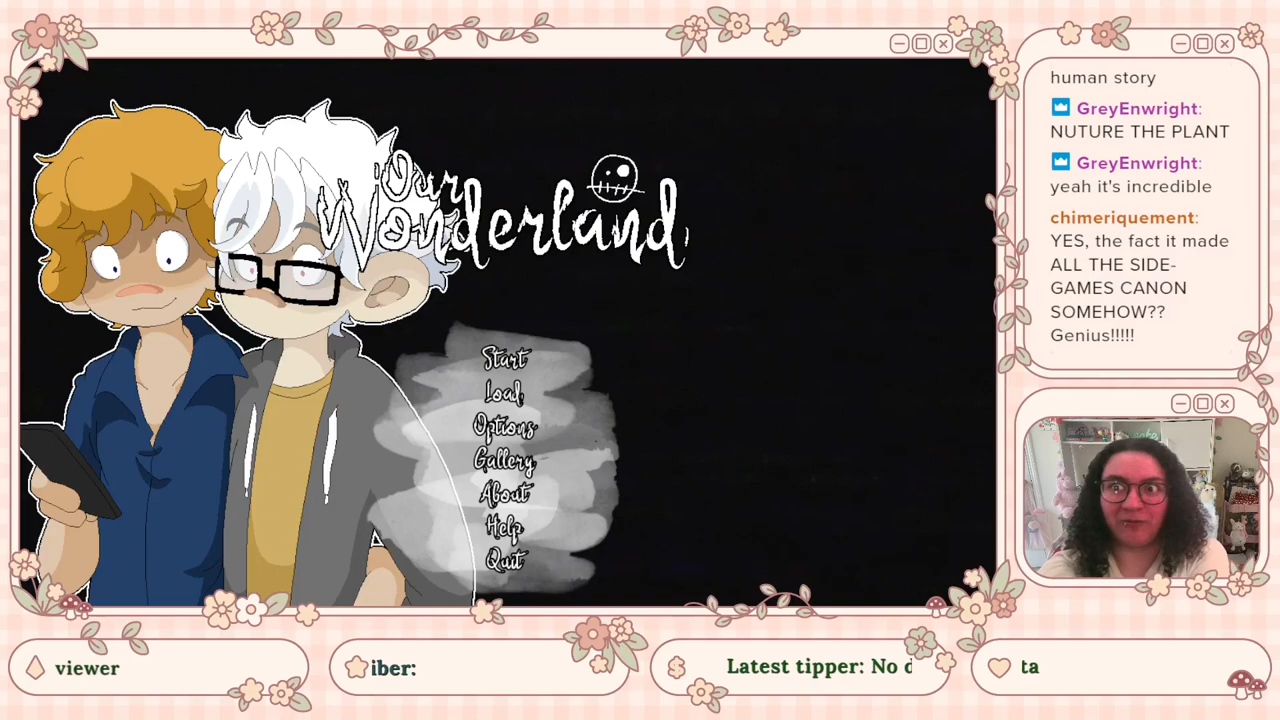 Our
Wonderland
Start
Load
Options
Gallery
About
Help
Quit
human story
GreyEnwright:
NUTURE THE PLANT
GreyEnwright:
yeah it's incredible
chimeriquement:
YES, the fact it made
ALL THE SIDE-
GAMES CANON
SOMEHOW??
Genius!!!!!
viewer
iber:
Latest tipper: No d
ta